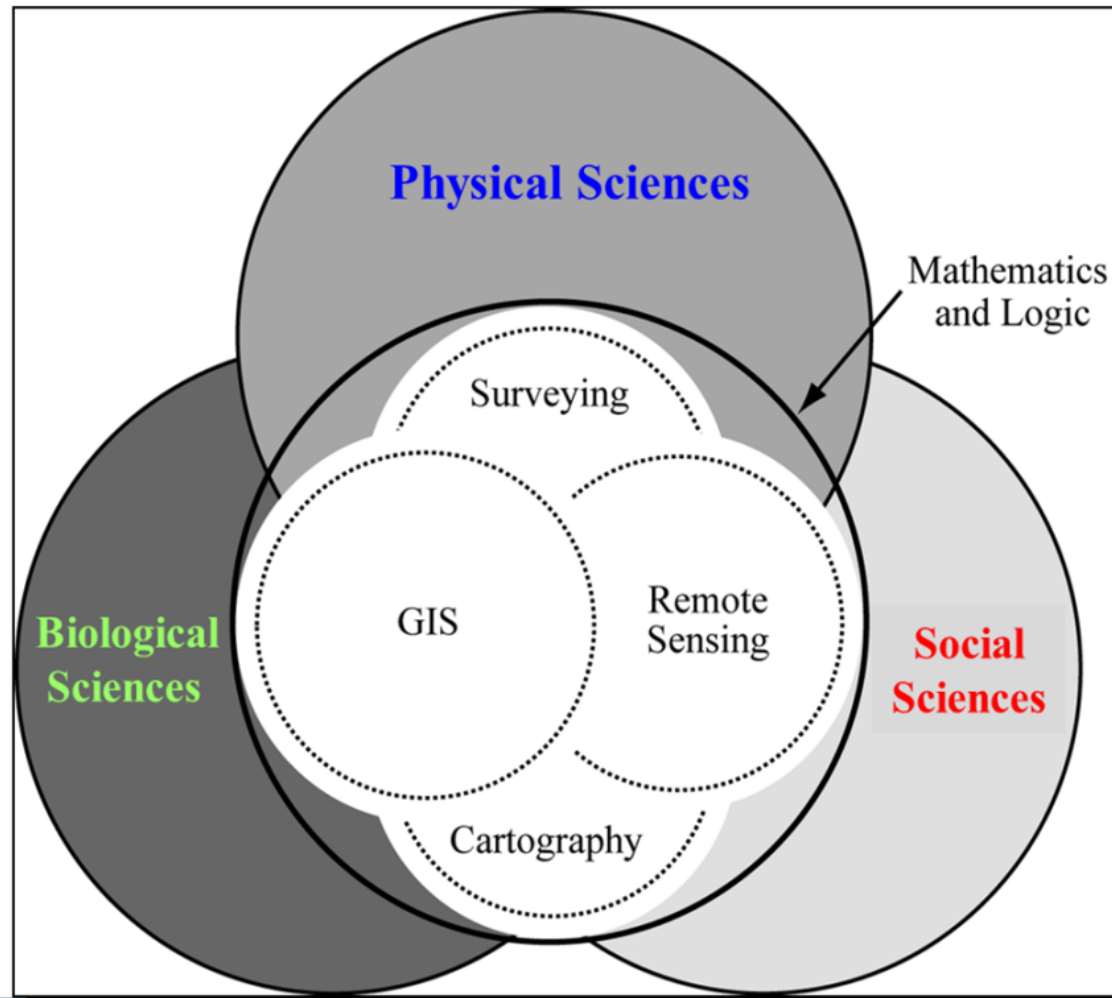 Physical Sciences
Mathematics
and Logic
Surveying
GIS
Remote
Sensing
Biological
Sciences
Social
Sciences
Cartography